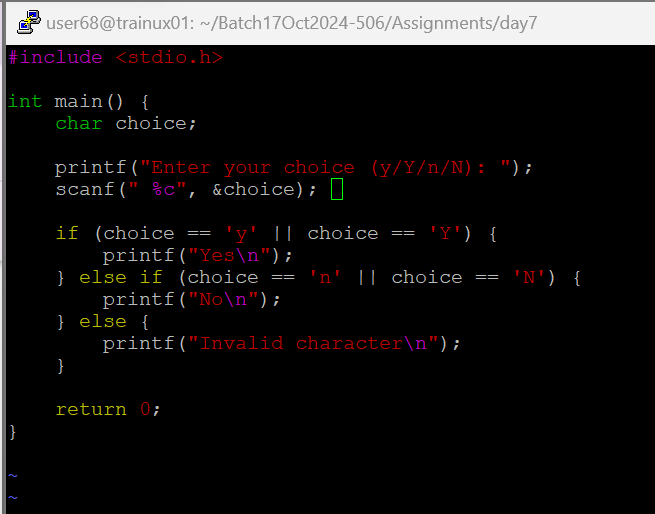 user68@trainux01: ~/Batch17Oct2024-506/Assignments/day7
#include <stdio.h>
int main() {
    char choice;
    printf("Enter your choice (y/Y/n/N): ");
    scanf(" %c", &choice);
    if (choice == 'y' || choice == 'Y') {
        printf("Yes\n");
    } else if (choice == 'n' || choice == 'N') {
        printf("No\n");
    } else {
        printf("Invalid character\n");
    }
    return 0;
}
~
~